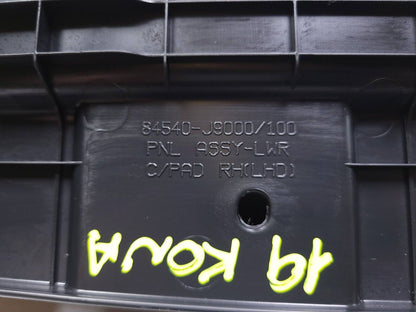 84540-J9000/100
PNL ASSY-LWR
C/PAD RH(LHD)
19 KONA